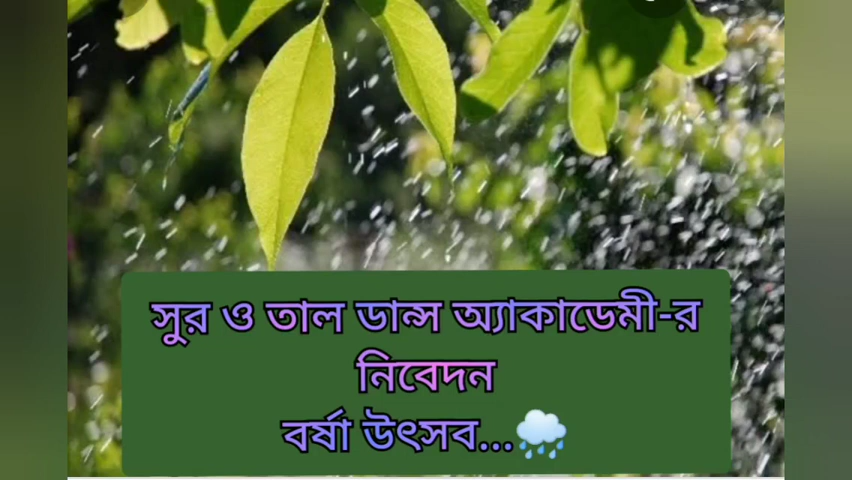 সুর ও তাল ডান্স অ্যাকাডেমী-র
নিবেদন
বর্ষা উৎসব...🌧️